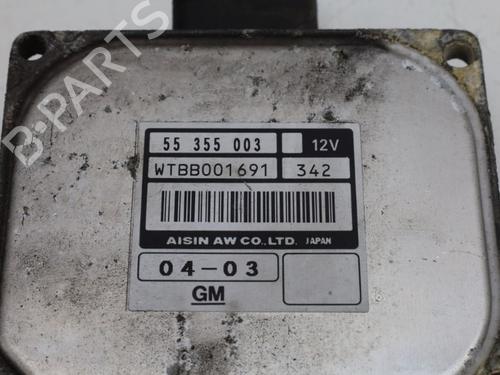 55 355 003 12V
WTBB001691 342
AISIN AW CO.,LTD. JAPAN
04-03
GM
B-PARTS